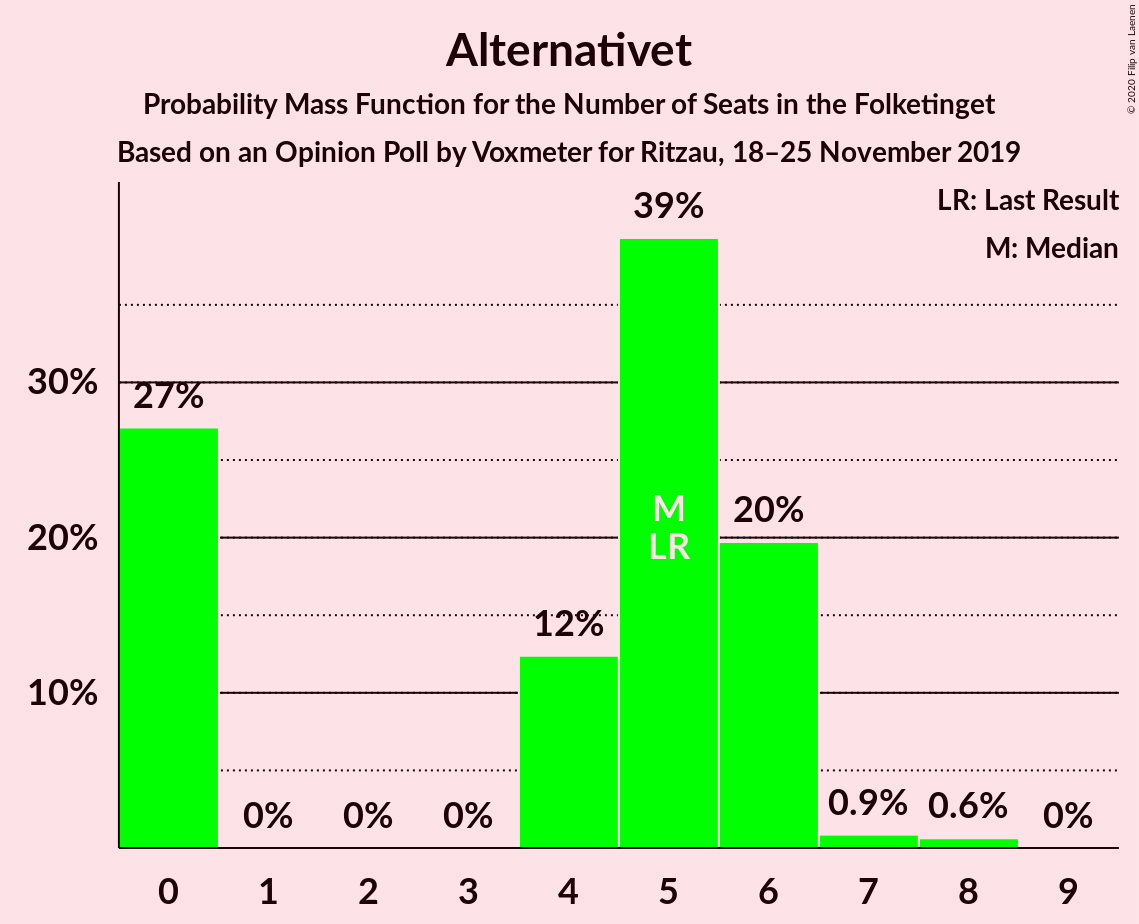 Alternativet
Probability Mass Function for the Number of Seats in the Folketinget
Based on an Opinion Poll by Voxmeter for Ritzau, 18–25 November 2019
© 2020 Filip van Laenen
LR: Last Result
M: Median
39%
30%
27%
20%
M
LR
20%
12%
10%
0%
0%
0%
0.9%
0.6%
0%
0 1 2 3 4 5 6 7 8 9